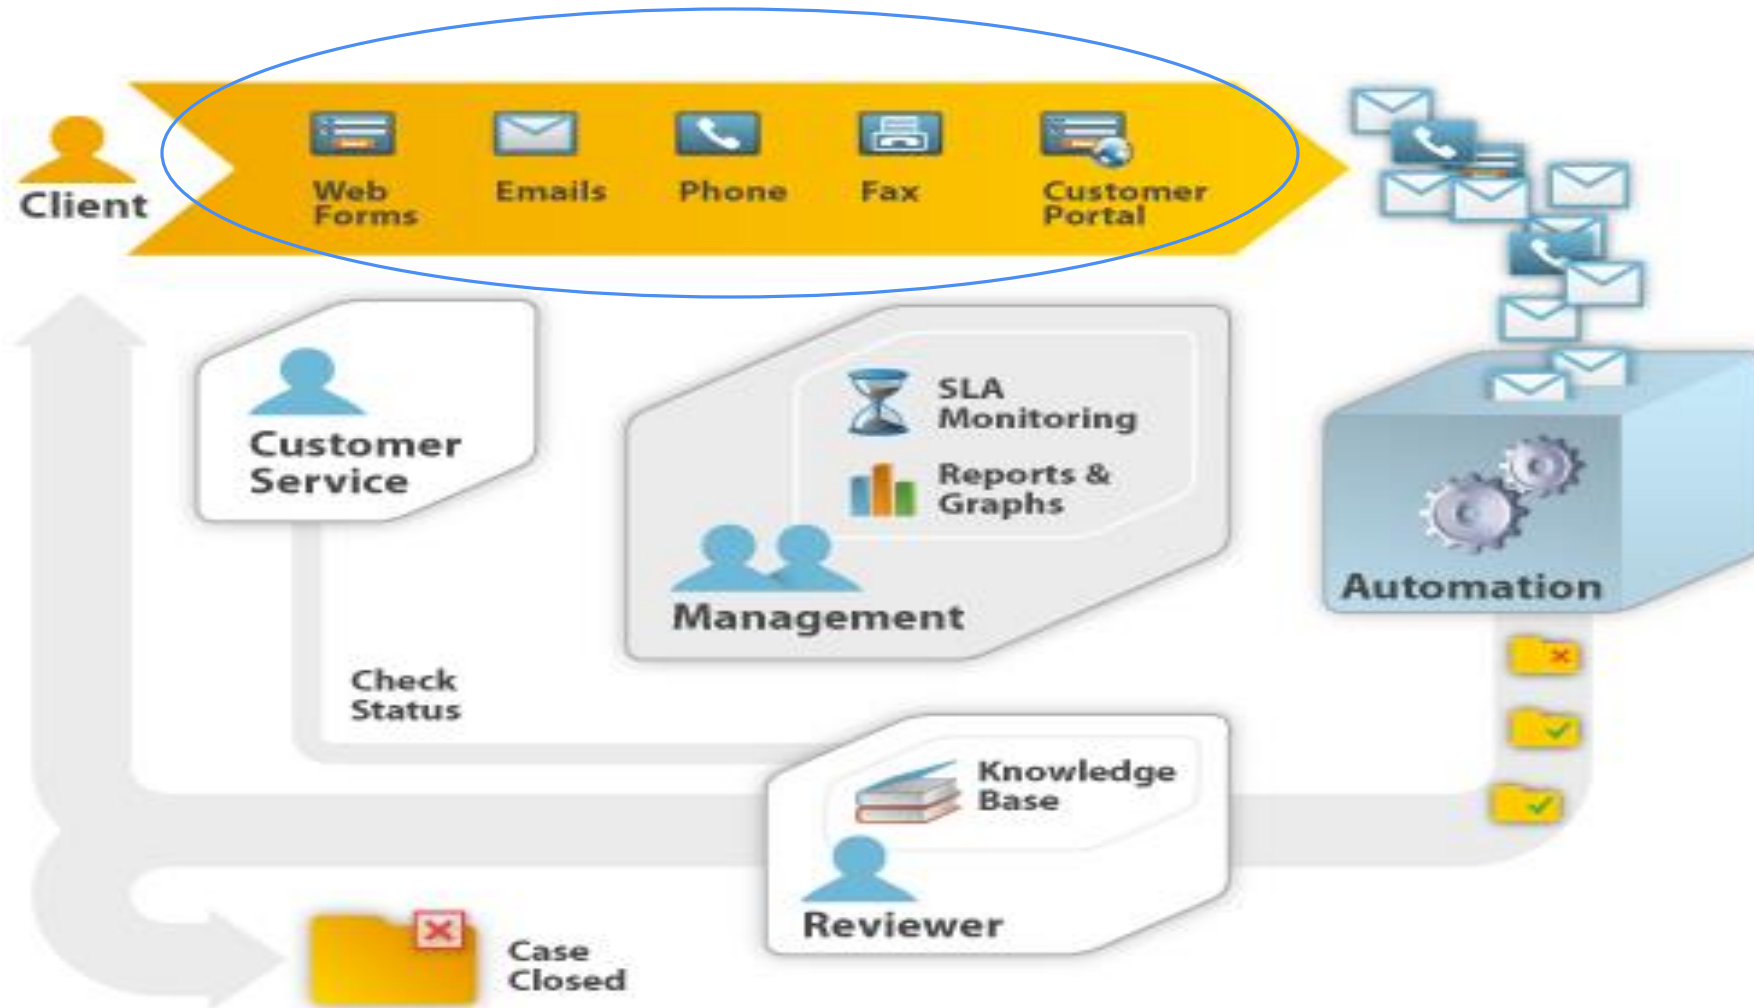 Client
Web
Forms
Emails
Phone
Fax
Customer
Portal
Customer
Service
SLA
Monitoring
Reports &
Graphs
Management
Automation
Check
Status
Knowledge
Base
Reviewer
Case
Closed